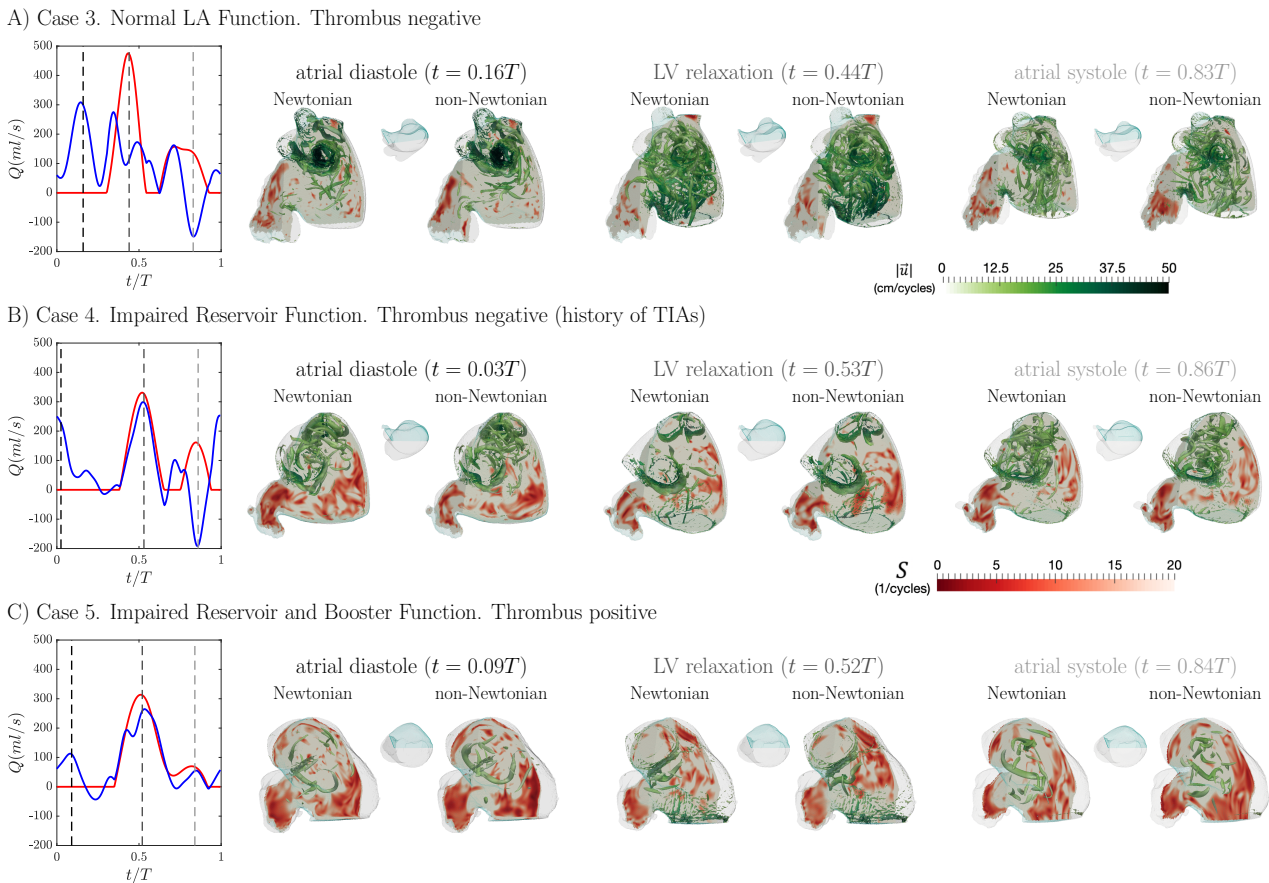 A) Case 3. Normal LA Function. Thrombus negative
500
400
300
200
100
0
-100
-200
Q(ml/s)
0 0.5 1
t/T
atrial diastole (t = 0.16T)
Newtonian non-Newtonian
LV relaxation (t = 0.44T)
Newtonian non-Newtonian
atrial systole (t = 0.83T)
Newtonian non-Newtonian
|u⃗| 0 12.5 25 37.5 50
(cm/cycles)
B) Case 4. Impaired Reservoir Function. Thrombus negative (history of TIAs)
500
400
300
200
100
0
-100
-200
Q(ml/s)
0 0.5 1
t/T
atrial diastole (t = 0.03T)
Newtonian non-Newtonian
LV relaxation (t = 0.53T)
Newtonian non-Newtonian
atrial systole (t = 0.86T)
Newtonian non-Newtonian
S 0 5 10 15 20
(1/cycles)
C) Case 5. Impaired Reservoir and Booster Function. Thrombus positive
500
400
300
200
100
0
-100
-200
Q(ml/s)
0 0.5 1
t/T
atrial diastole (t = 0.09T)
Newtonian non-Newtonian
LV relaxation (t = 0.52T)
Newtonian non-Newtonian
atrial systole (t = 0.84T)
Newtonian non-Newtonian